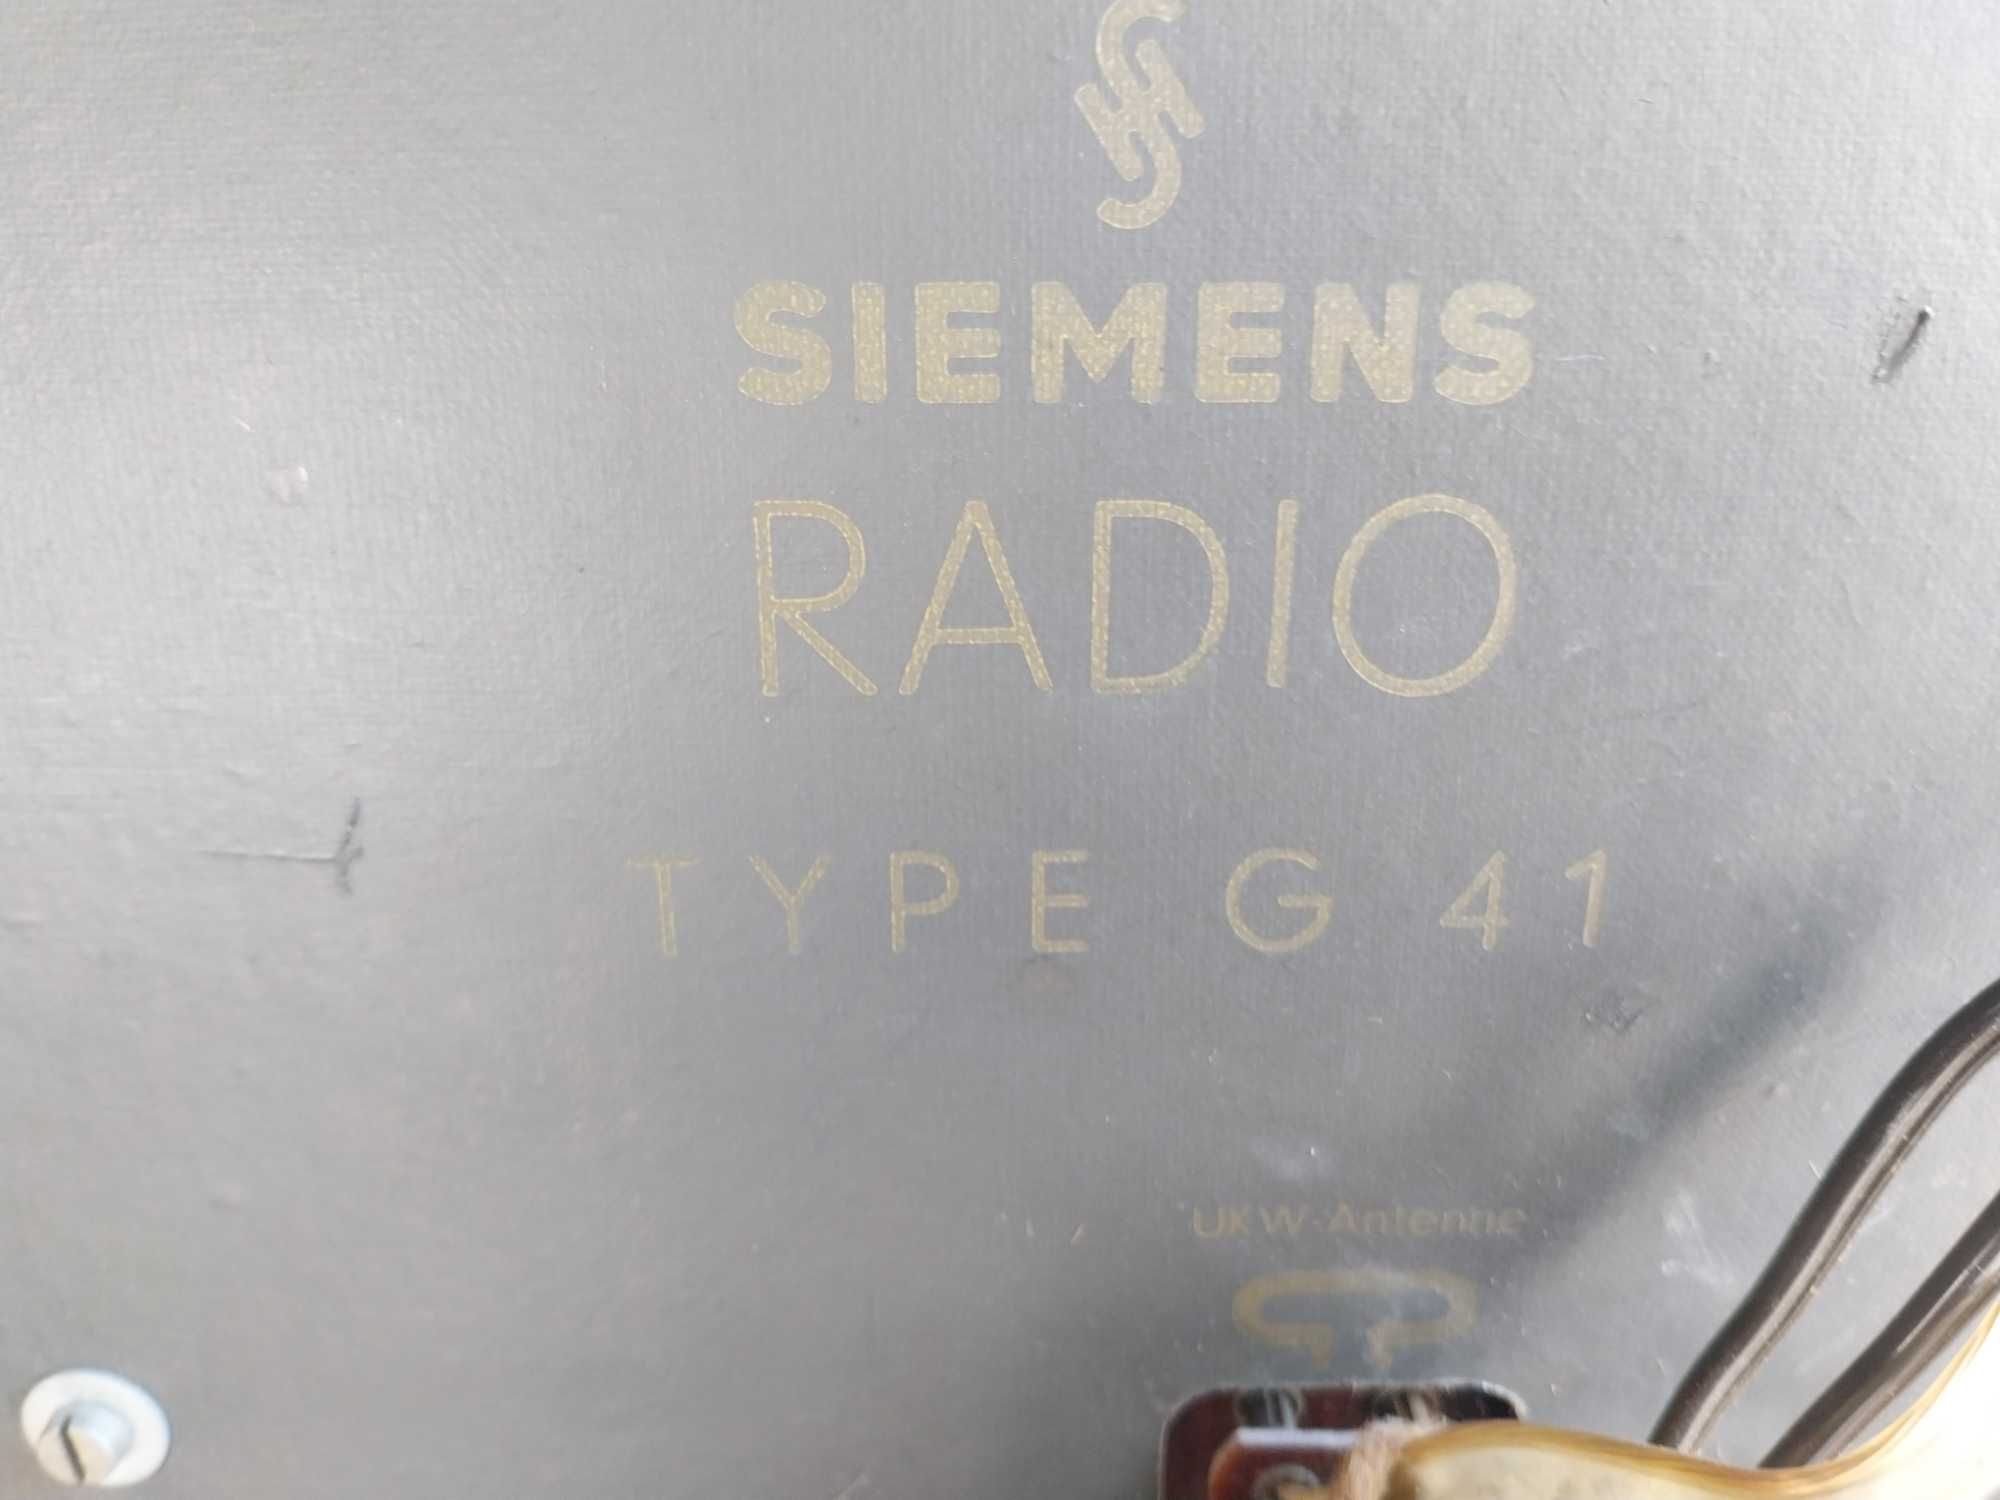 SIEMENS
RADIO
TYPE G 41
UKW-Antenne